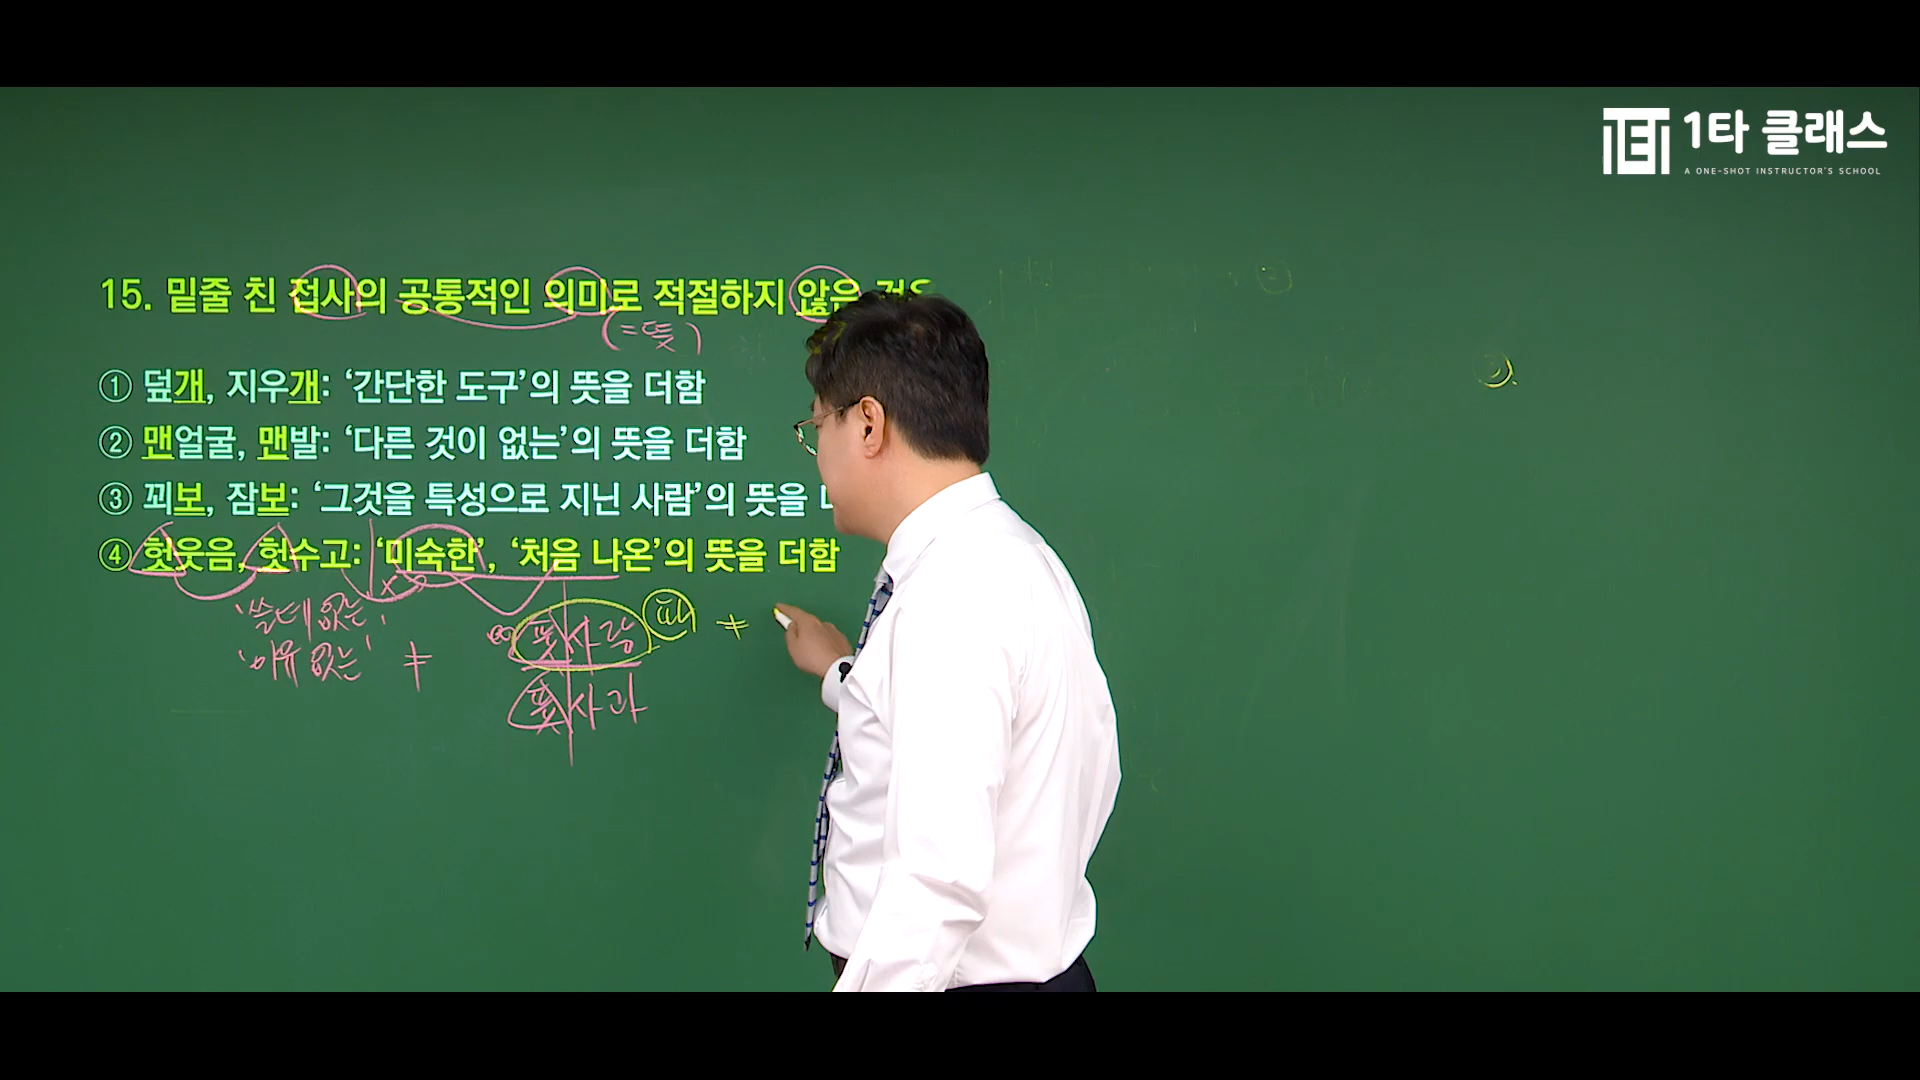 1타 클래스
A ONE-SHOT INSTRUCTOR'S SCHOOL
15. 밑줄 친 접사의 공통적인 의미로 적절하지 않은
(=뜻)
① 덮개, 지우개: ‘간단한 도구’의 뜻을 더함
② 맨얼굴, 맨발: ‘다른 것이 없는’의 뜻을 더함
③ 꾀보, 잠보: ‘그것을 특성으로 지닌 사람’의 뜻을
④ 헛웃음, 헛수고: ‘미숙한’, ‘처음 나온’의 뜻을 더함
‘쓸데 없는’,
‘이유 없는’ ≠
풋사랑 ≠
풋사과